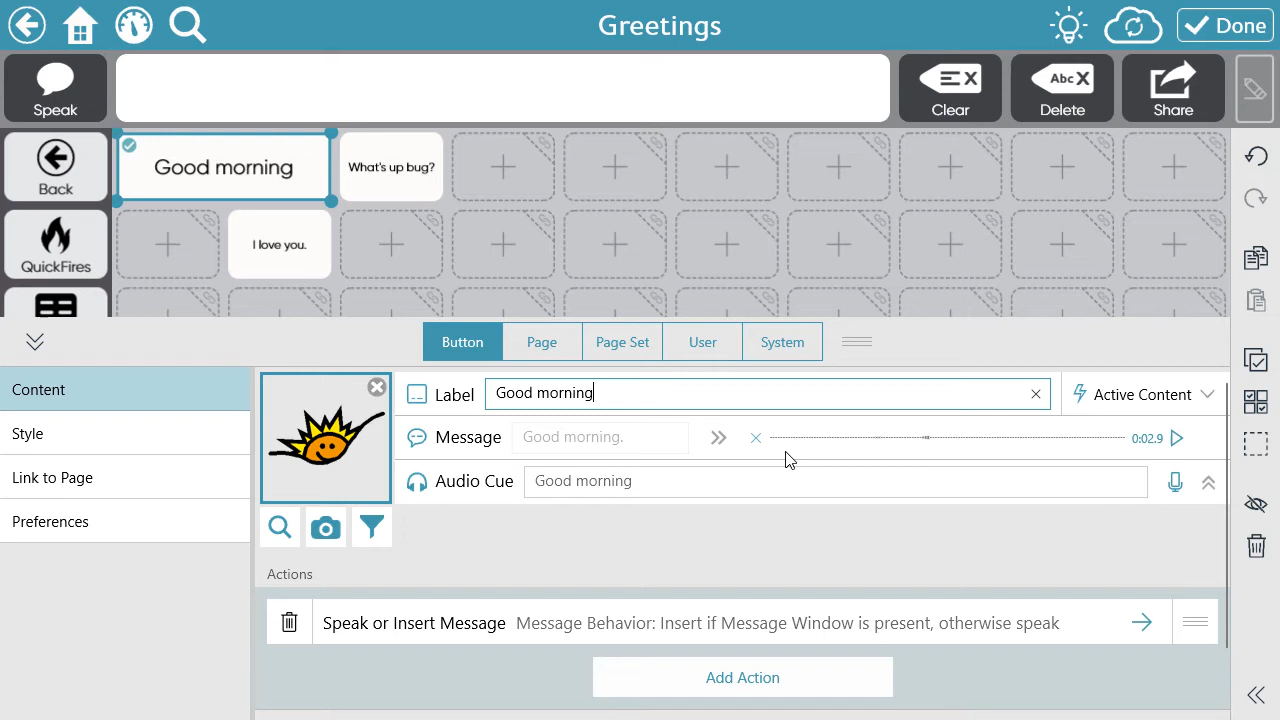 Greetings
Done
Speak
Clear
Abc
Delete
Share
Back
Good morning
What's up bug?
QuickFires
I love you.
Button
Page
Page Set
User
System
Content
Style
Link to Page
Preferences
Label
Good morning
Active Content
Message
Good morning.
0:02.9
Audio Cue
Good morning
Actions
Speak or Insert Message
Message Behavior: Insert if Message Window is present, otherwise speak
Add Action